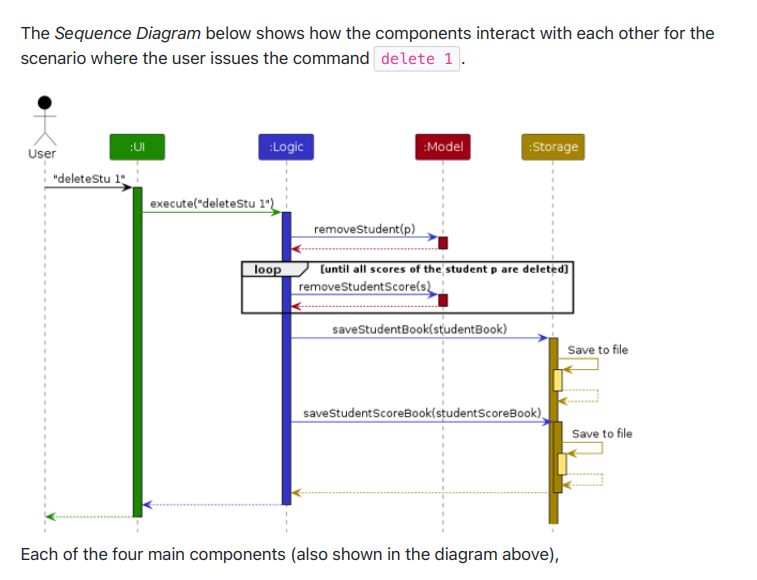 The Sequence Diagram below shows how the components interact with each other for the
scenario where the user issues the command delete 1 .
User
:UI
:Logic
:Model
:Storage
"deleteStu 1"
execute("deleteStu 1")
removeStudent(p)
loop
[until all scores of the student p are deleted]
removeStudentScore(s)
saveStudentBook(studentBook)
Save to file
saveStudentScoreBook(studentScoreBook)
Save to file
Each of the four main components (also shown in the diagram above),